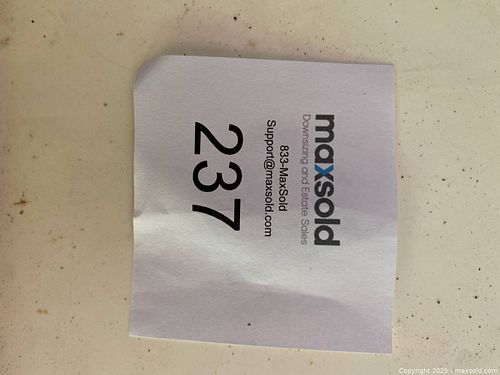 maxsold
Downsizing and Estate Sales
833-MaxSold
Support@maxsold.com
237
Copyright 2025 - maxsold.com